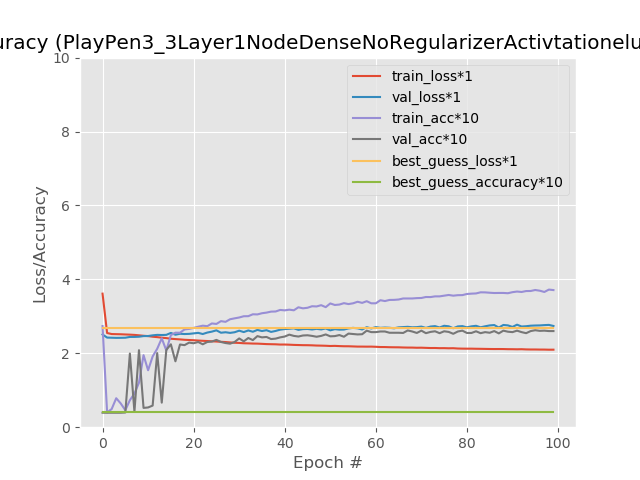 uracy (PlayPen3_3Layer1NodeDenseNoRegularizerActivtationelu
10
8
6
4
2
0
Loss/Accuracy
train_loss*1
val_loss*1
train_acc*10
val_acc*10
best_guess_loss*1
best_guess_accuracy*10
0 20 40 60 80 100
Epoch #